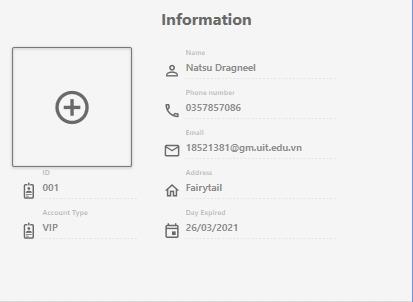 Information
Name
Natsu Dragneel
Phone number
0357857086
Email
18521381@gm.uit.edu.vn
ID
001
Address
Fairytail
Account Type
VIP
Day Expired
26/03/2021